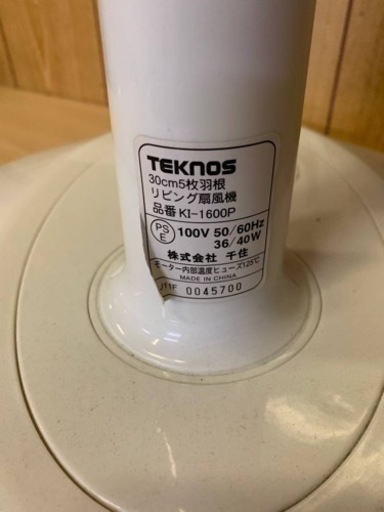 TEKNOS
30cm5枚羽根
リビング扇風機
品番 KI-1600P
PS E 100V 50/60Hz
36/40W
株式会社 千住
モーター内部温度ヒューズ125℃
MADE IN CHINA
J11F 0045700